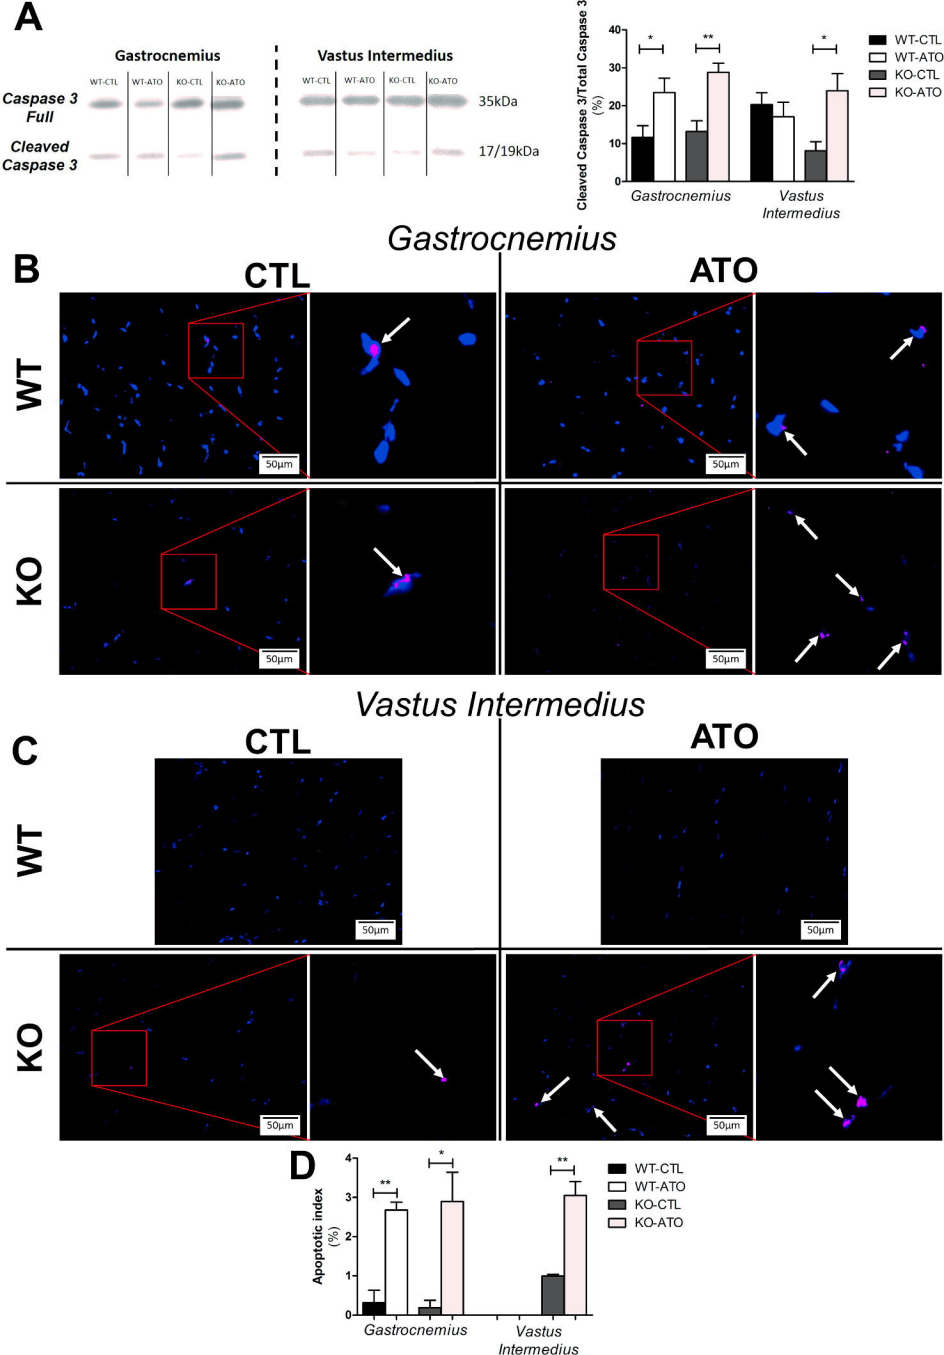 A
Gastrocnemius
Vastus Intermedius
WT-CTL WT-ATO KO-CTL KO-ATO
WT-CTL WT-ATO KO-CTL KO-ATO
Caspase 3
Full
35kDa
Cleaved
Caspase 3
17/19kDa
Cleaved Caspase 3/Total Caspase 3
(%)
40
30
20
10
0
*
**
*
Gastrocnemius
Vastus
Intermedius
WT-CTL
WT-ATO
KO-CTL
KO-ATO
Gastrocnemius
B
CTL
ATO
WT
50µm
50µm
KO
50µm
50µm
Vastus Intermedius
C
CTL
ATO
WT
50µm
50µm
KO
50µm
50µm
D
Apoptotic index
(%)
4
3
2
1
0
**
*
**
Gastrocnemius
Vastus
Intermedius
WT-CTL
WT-ATO
KO-CTL
KO-ATO